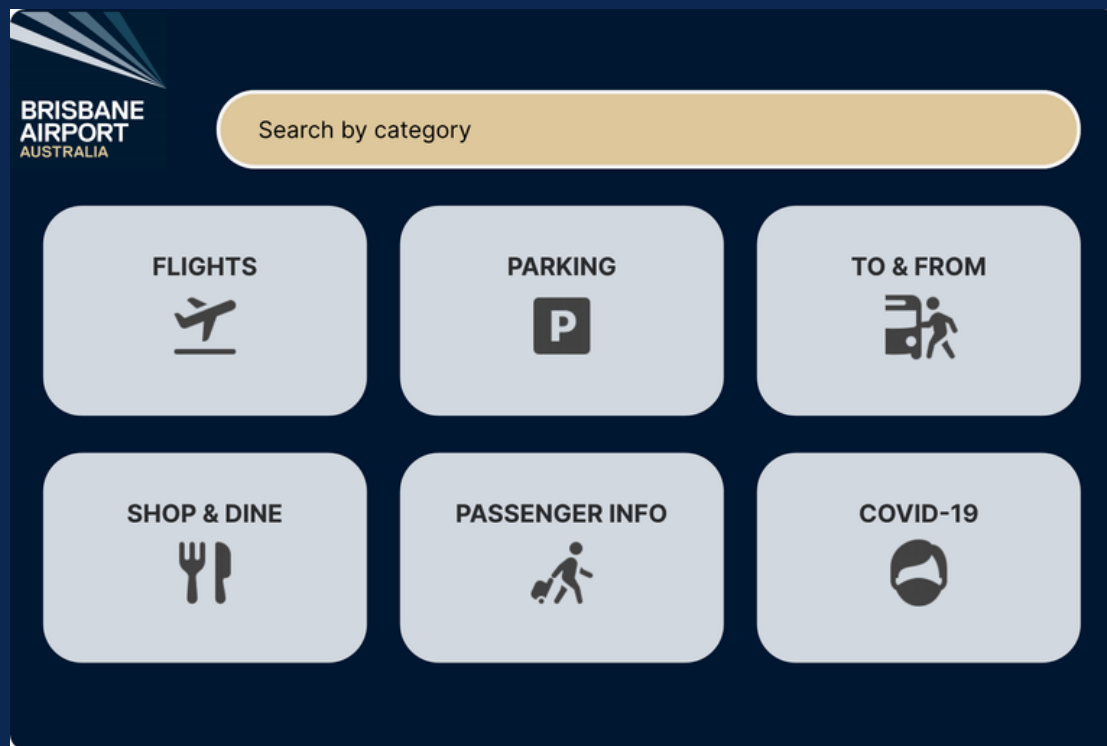 BRISBANE
AIRPORT
AUSTRALIA
Search by category
FLIGHTS
PARKING
P
TO & FROM
SHOP & DINE
PASSENGER INFO
COVID-19